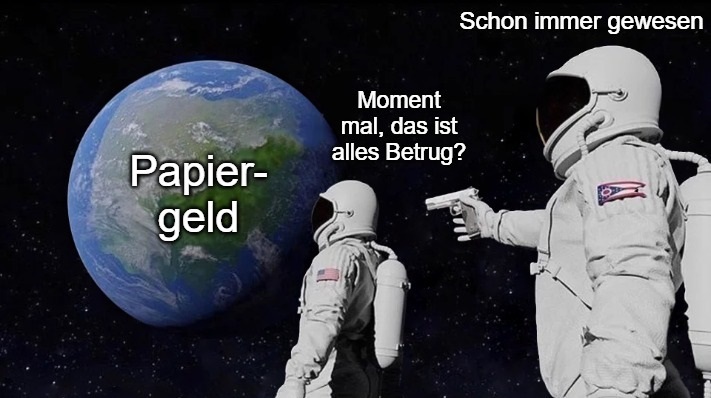 Schon immer gewesen
Moment
mal, das ist
alles Betrug?
Papier-
geld